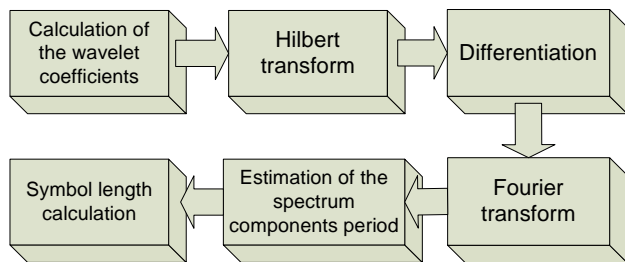 Calculation of
the wavelet
coefficients
Hilbert
transform
Differentiation
Fourier
transform
Estimation of the
spectrum
components period
Symbol length
calculation